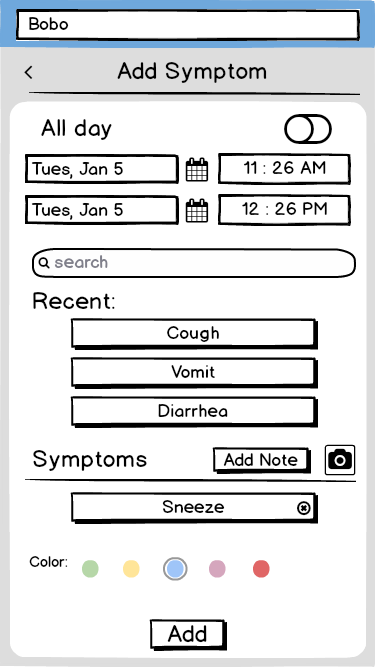 Bobo
Add Symptom
All day
Tues, Jan 5 11 : 26 AM
Tues, Jan 5 12 : 26 PM
search
Recent:
Cough
Vomit
Diarrhea
Symptoms Add Note
Sneeze
Color:
Add